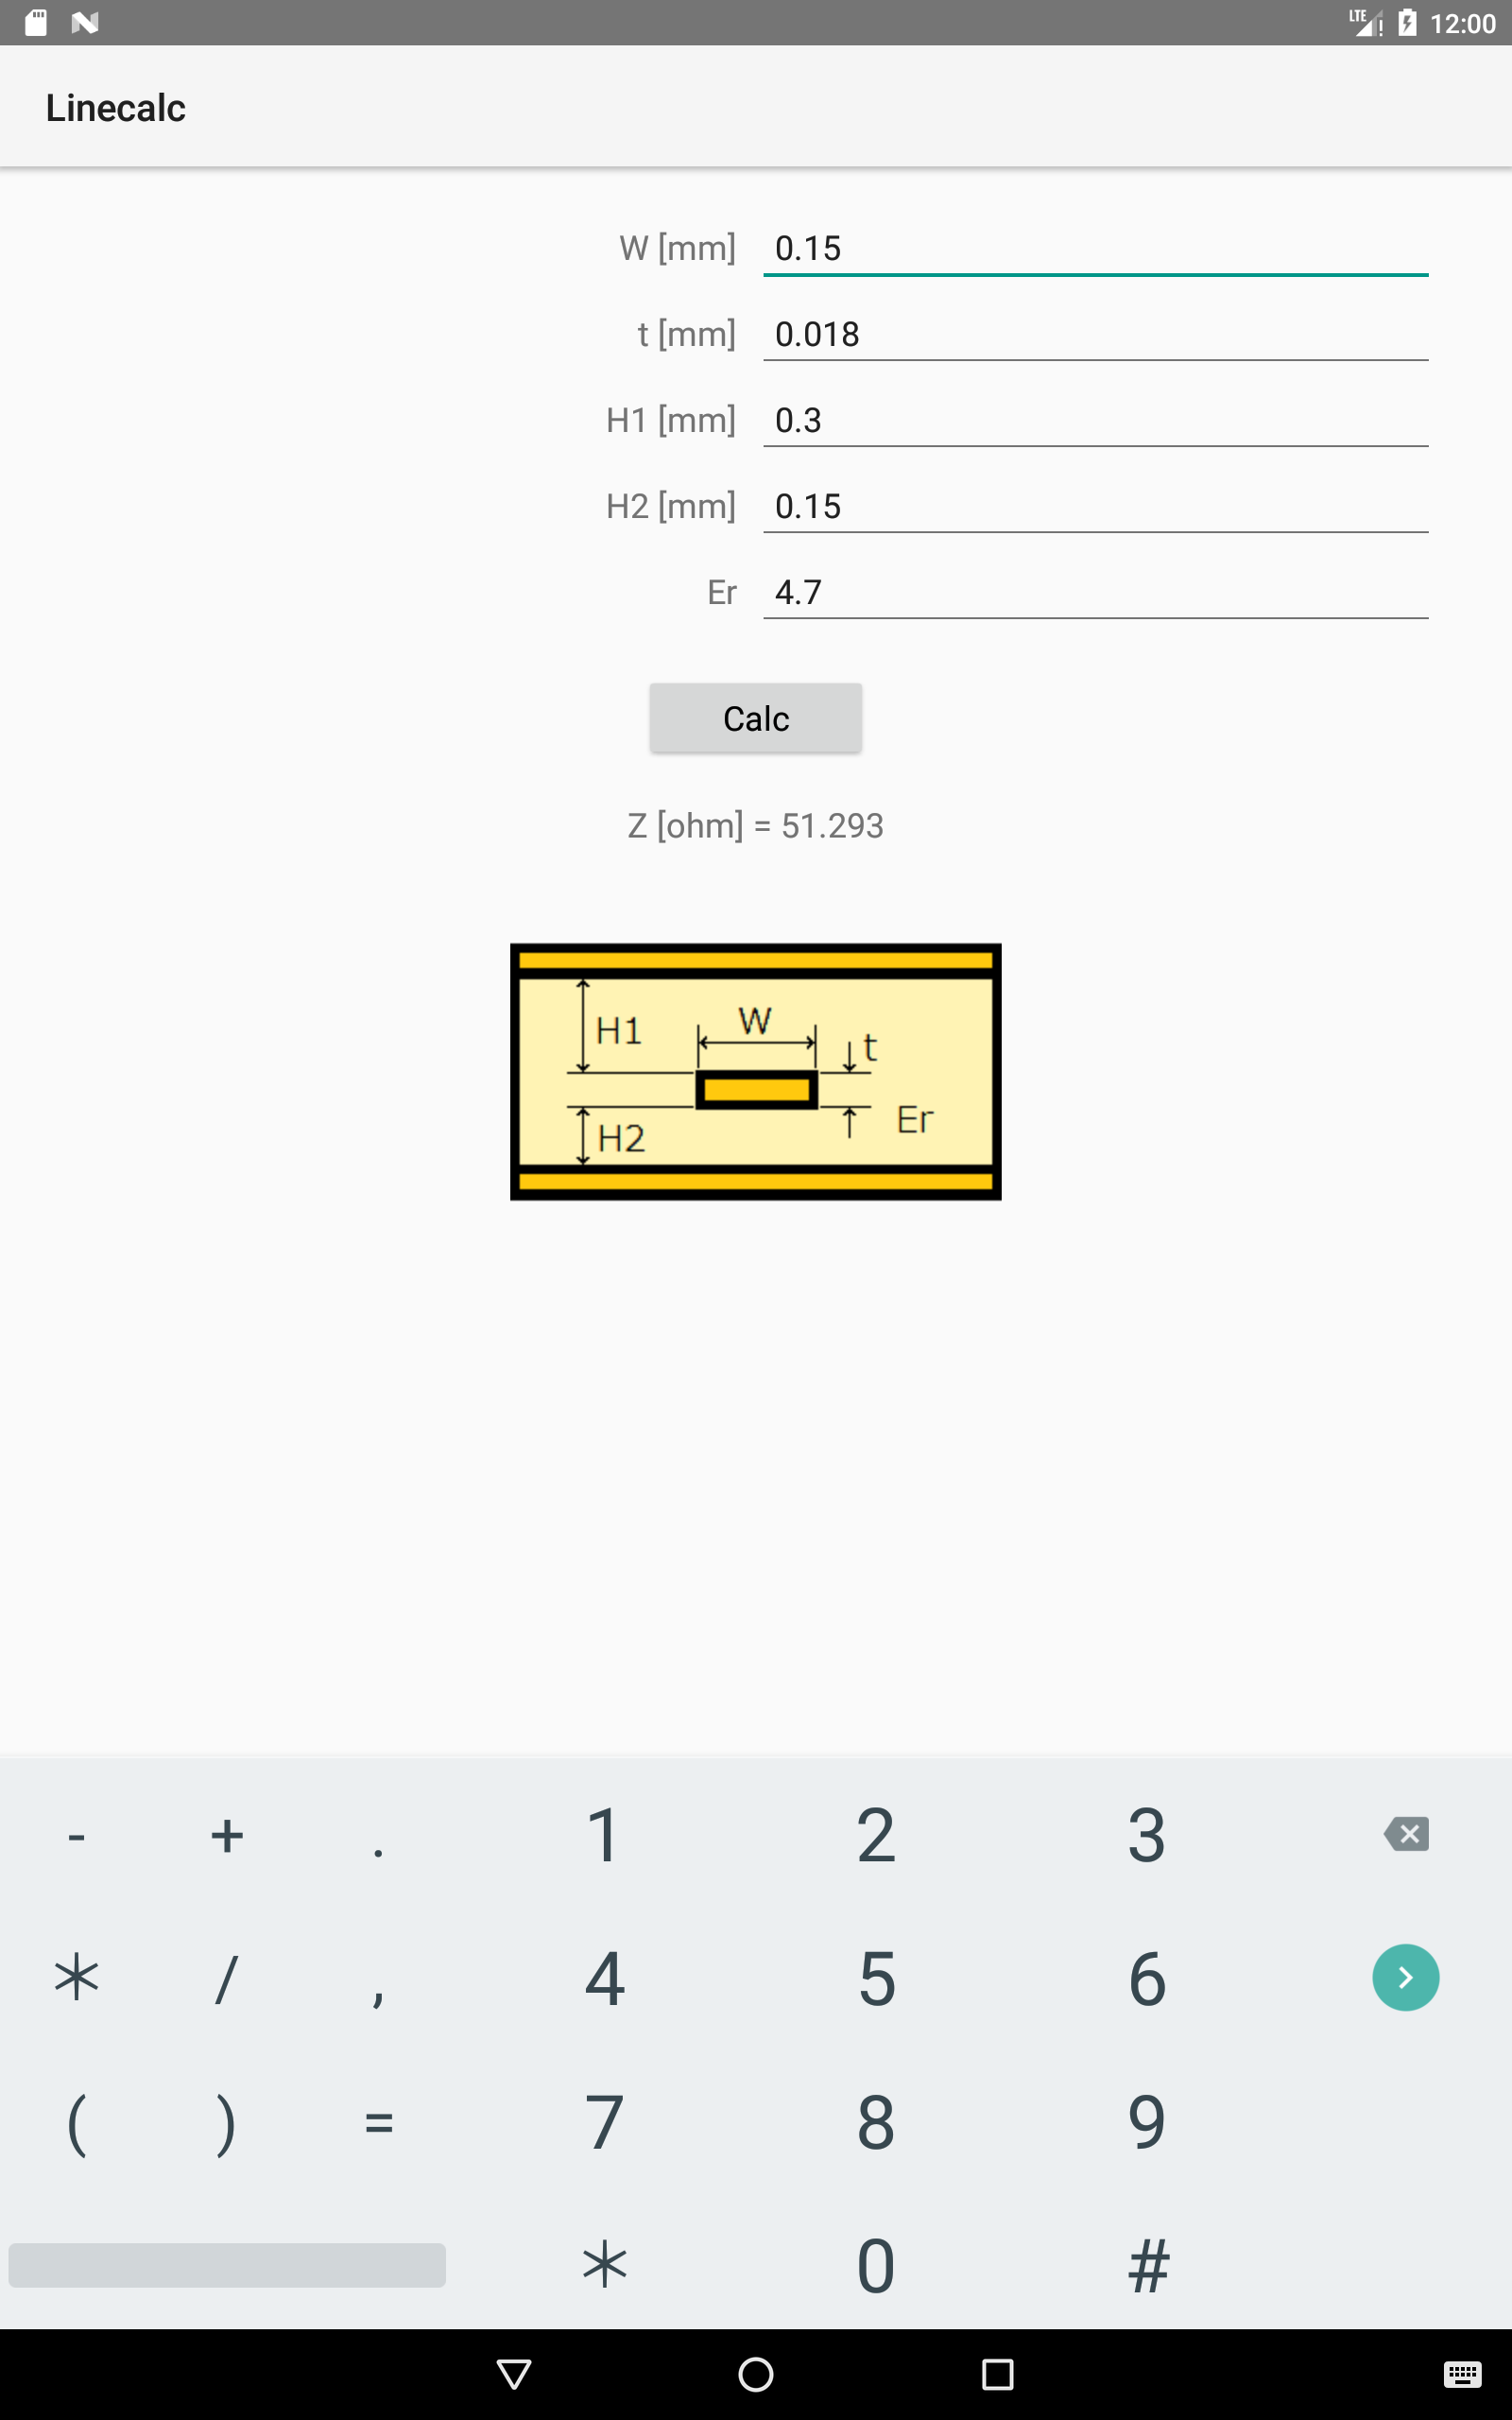 LTE 12:00
Linecalc
W [mm] 0.15
t [mm] 0.018
H1 [mm] 0.3
H2 [mm] 0.15
Er 4.7
Calc
Z [ohm] = 51.293
W
H1
t
Er
H2
- + . 1 2 3
* / , 4 5 6
( ) = 7 8 9
* 0 #